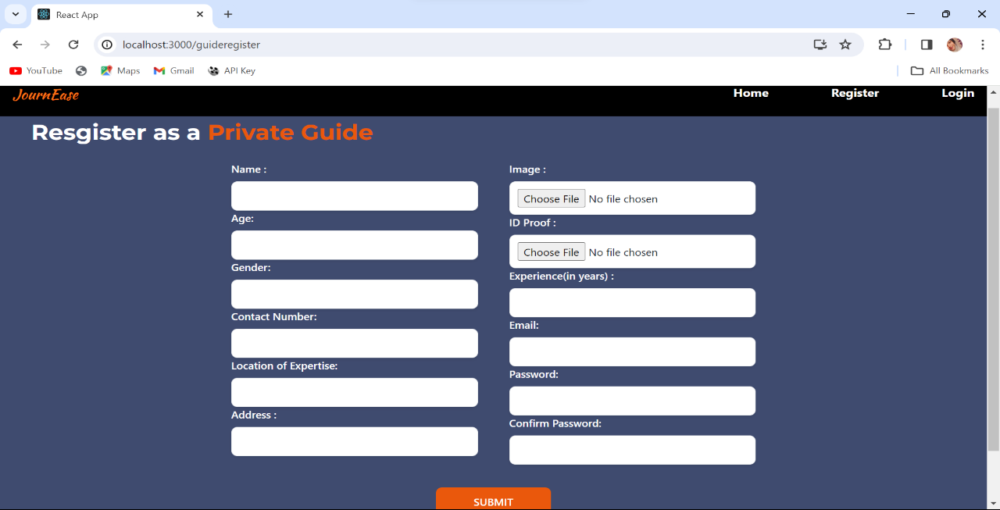 React App
localhost:3000/guideregister
YouTube Maps Gmail API Key All Bookmarks
JournEase Home Register Login
Resgister as a Private Guide
Name :
Age:
Gender:
Contact Number:
Location of Expertise:
Address :
Image :
Choose File No file chosen
ID Proof :
Choose File No file chosen
Experience(in years) :
Email:
Password:
Confirm Password:
SUBMIT